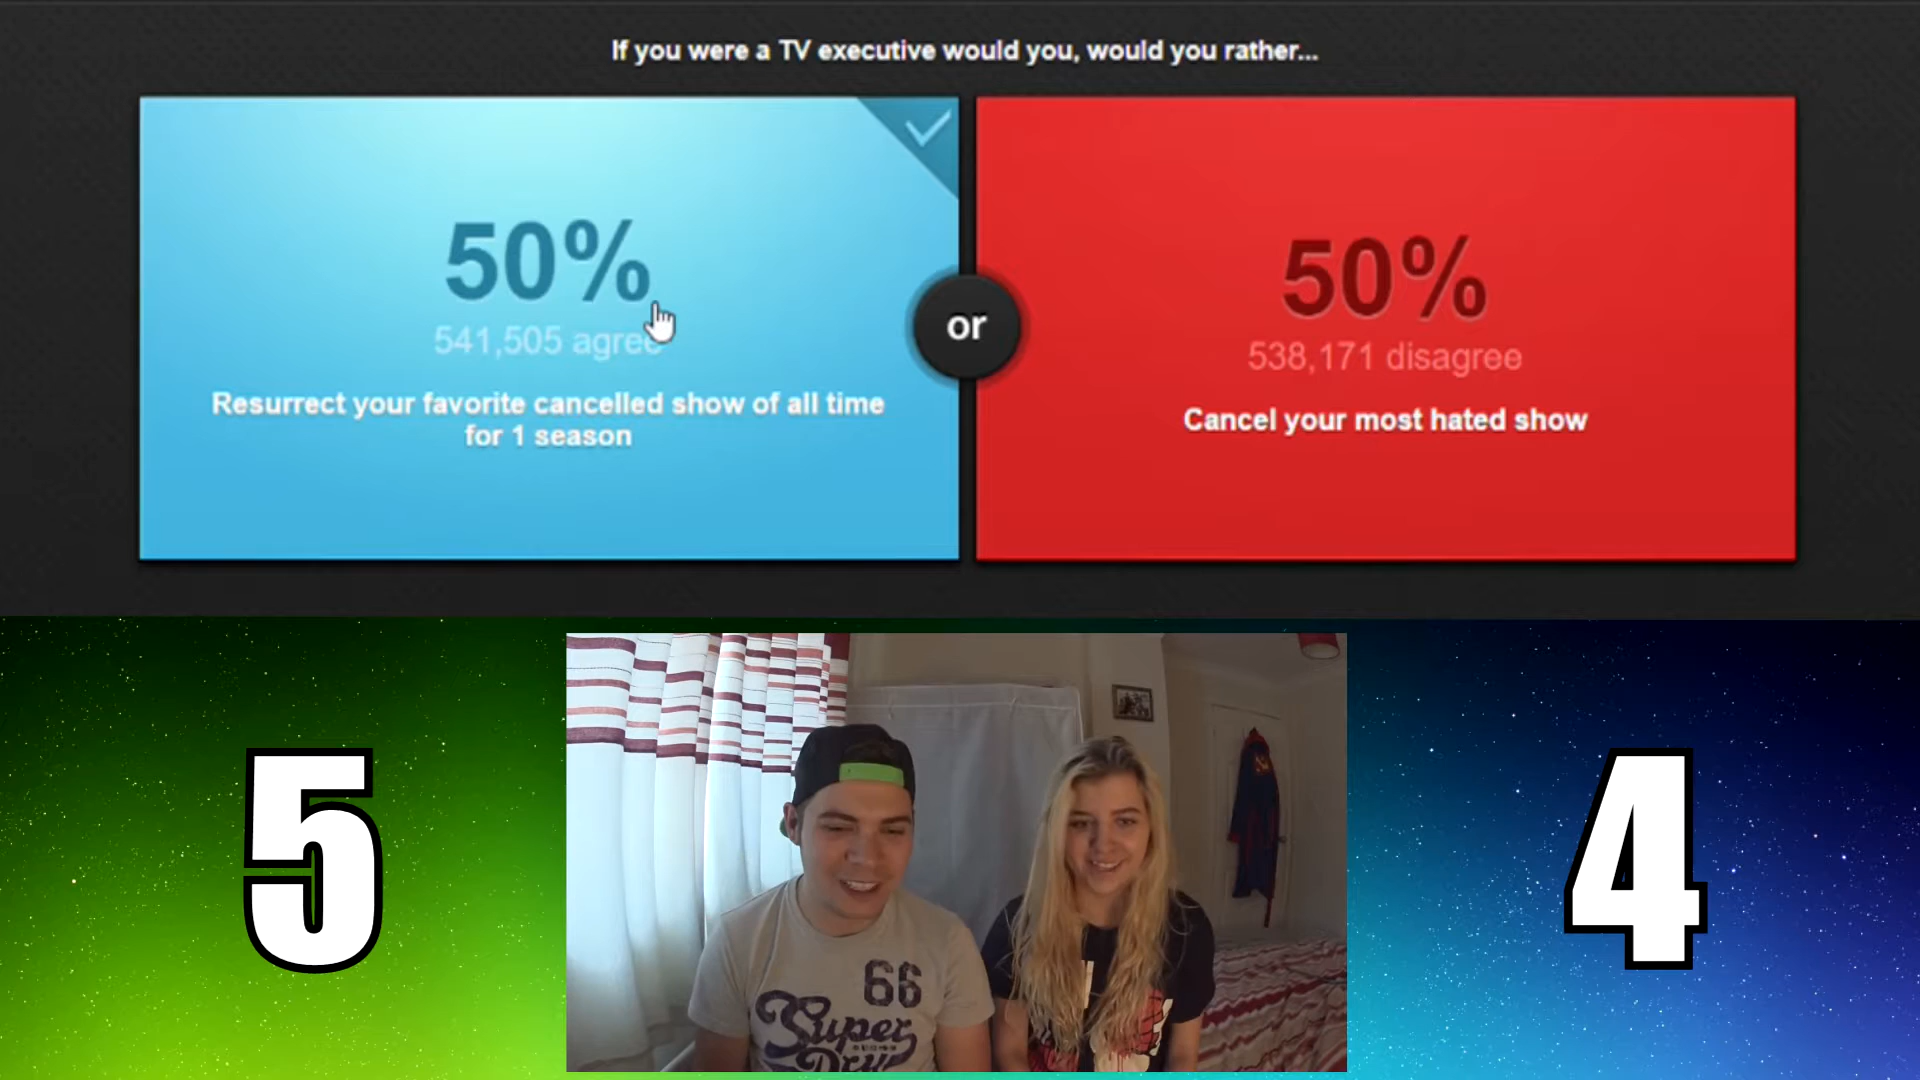 If you were a TV executive would you, would you rather...
50%
541,505 agree
Resurrect your favorite cancelled show of all time
for 1 season
or
50%
538,171 disagree
Cancel your most hated show
5
4
66
Super